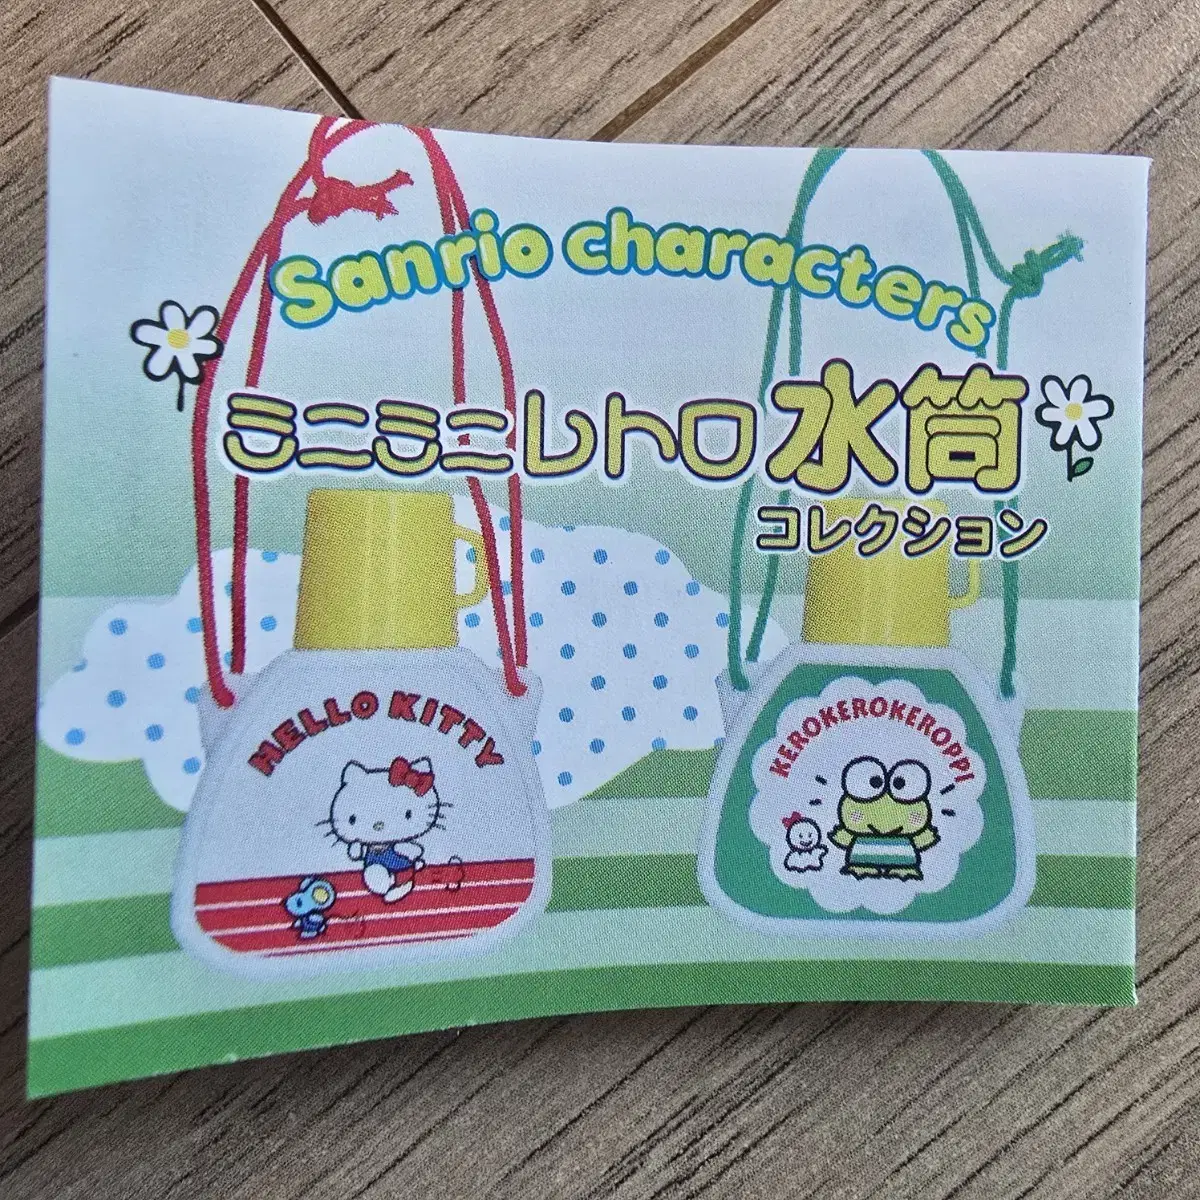 Sanrio characters
ミニミニレトロ水筒
コレクション
HELLO KITTY
KEROKEROKEROPPI